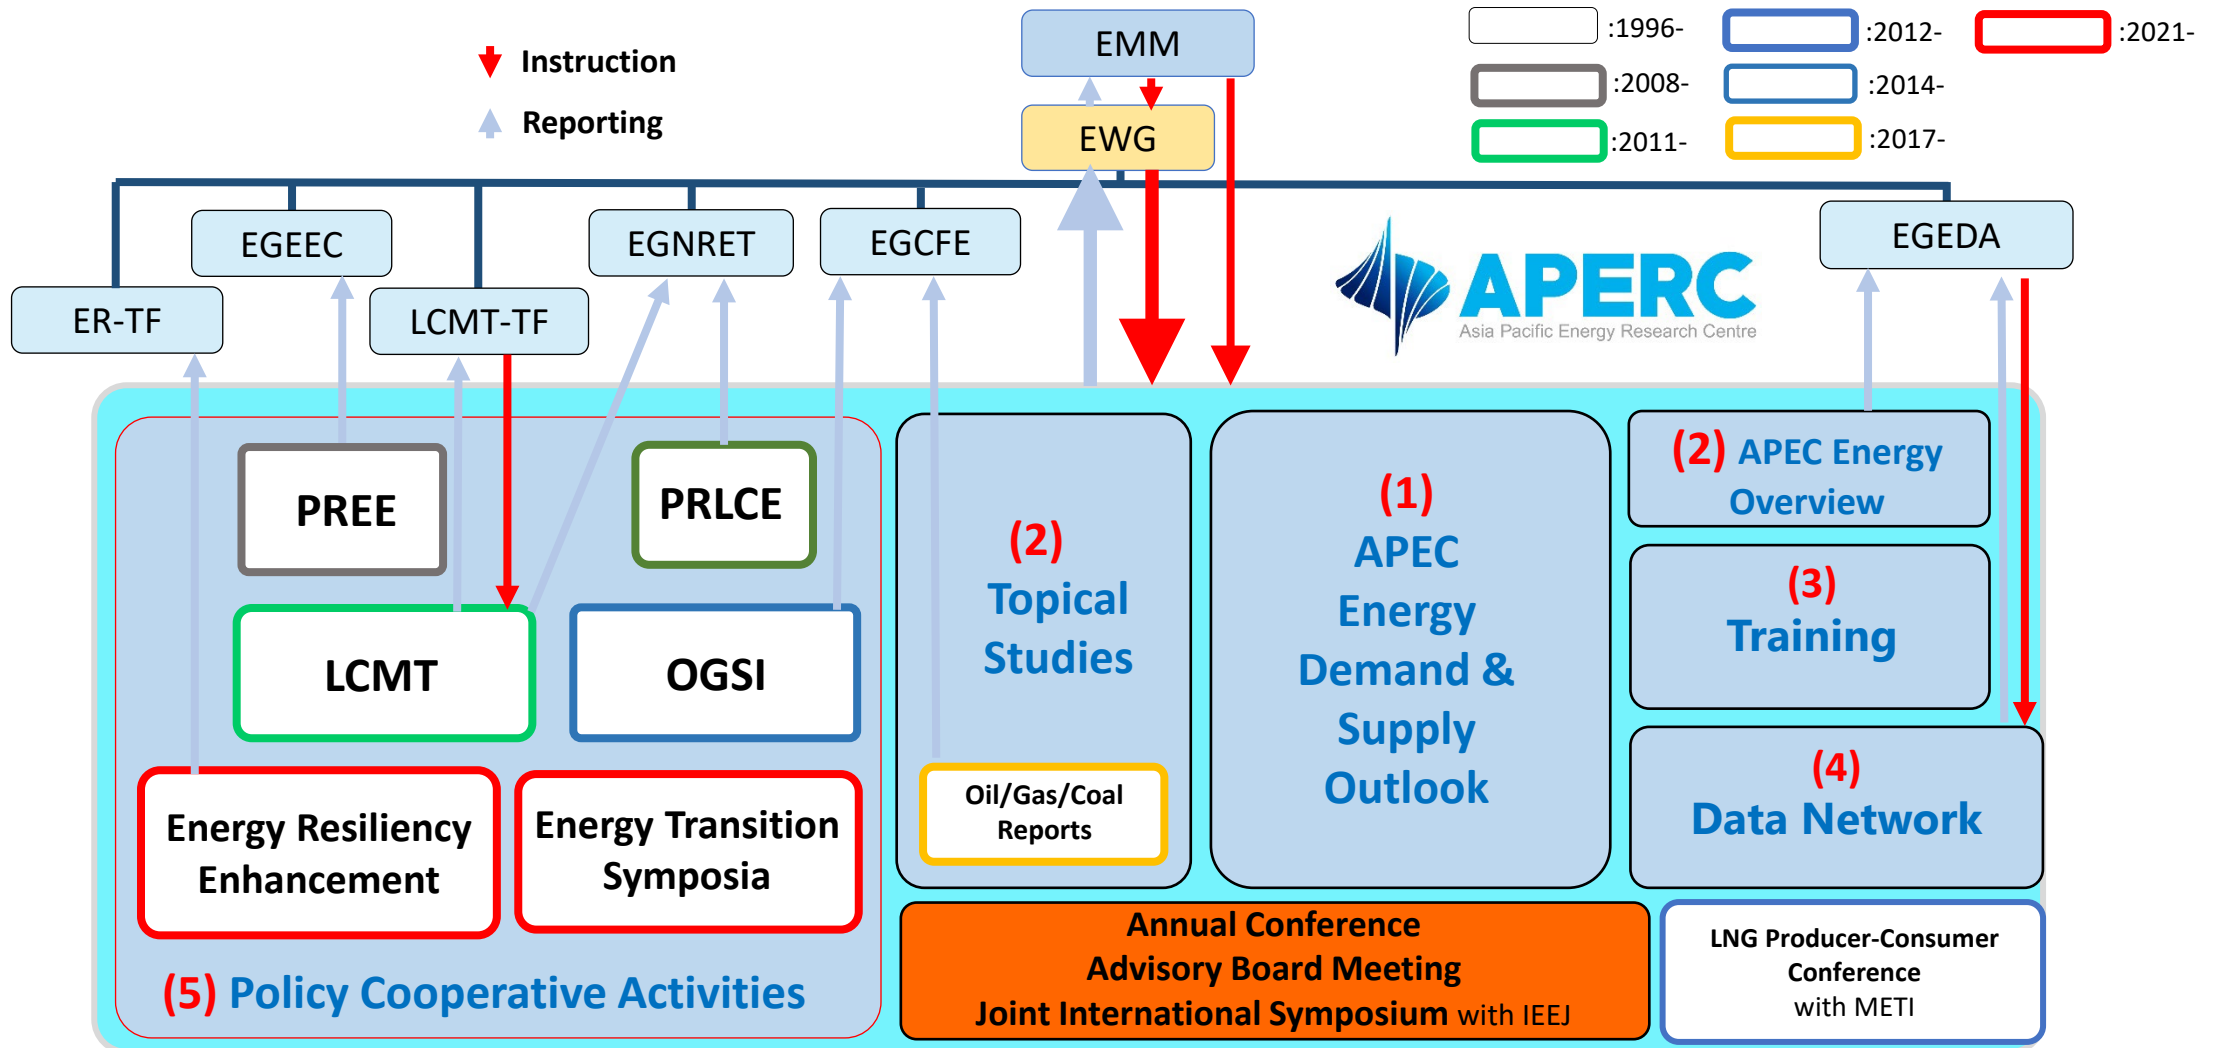 Instruction
Reporting
EMM
EWG
:1996-
:2012-
:2021-
:2008-
:2014-
:2011-
:2017-
EGEEC
EGNRET
EGCFE
EGEDA
ER-TF
LCMT-TF
APERC
Asia Pacific Energy Research Centre
PREE
PRLCE
LCMT
OGSI
Energy Resiliency
Enhancement
Energy Transition
Symposia
(5) Policy Cooperative Activities
(2)
Topical
Studies
Oil/Gas/Coal
Reports
(1)
APEC
Energy
Demand &
Supply
Outlook
(2) APEC Energy
Overview
(3)
Training
(4)
Data Network
Annual Conference
Advisory Board Meeting
Joint International Symposium with IEEJ
LNG Producer-Consumer
Conference
with METI